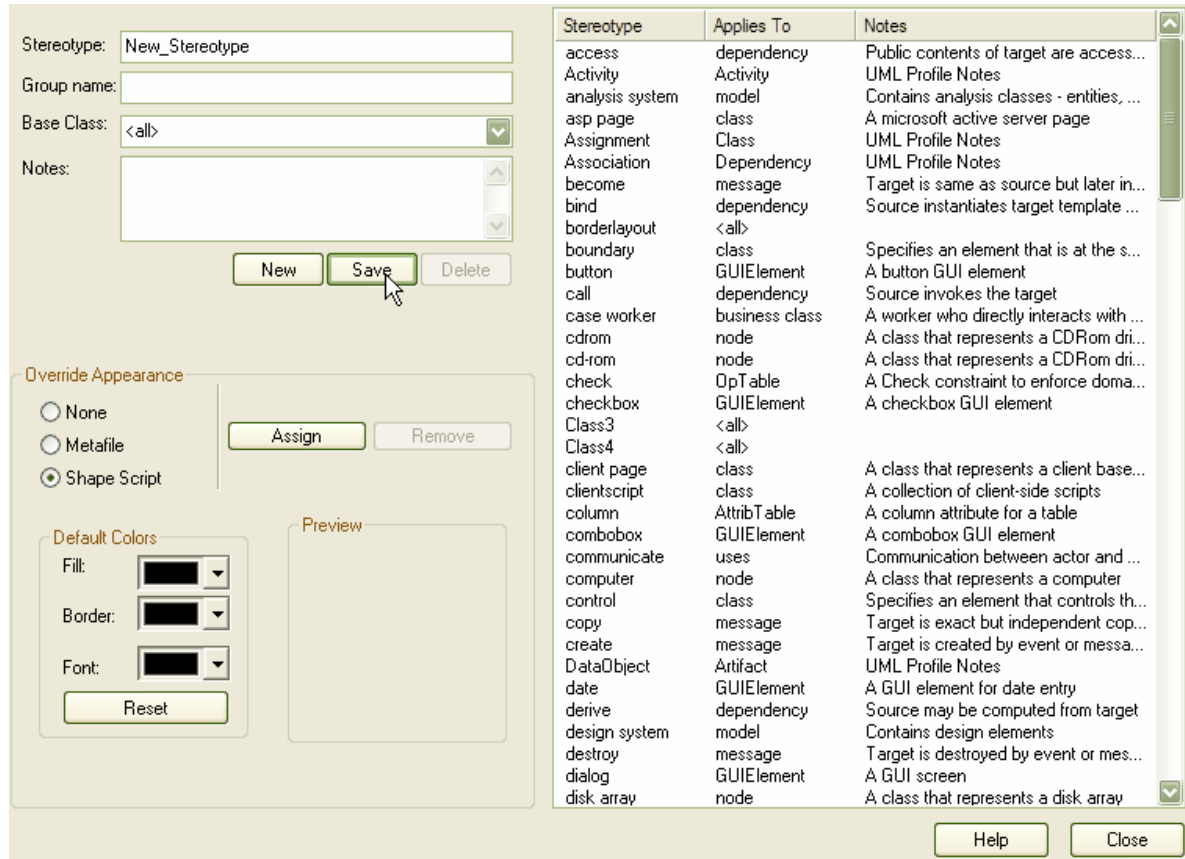 Stereotype: New_Stereotype
Group name:
Base Class: <all>
Notes:
New Save Delete
Override Appearance
None
Metafile
Shape Script
Assign Remove
Default Colors
Fill:
Border:
Font:
Reset
Preview
Stereotype Applies To Notes
access dependency Public contents of target are access...
Activity Activity UML Profile Notes
analysis system model Contains analysis classes - entities, ...
asp page class A microsoft active server page
Assignment Class UML Profile Notes
Association Dependency UML Profile Notes
become message Target is same as source but later in...
bind dependency Source instantiates target template ...
borderlayout <all>
boundary class Specifies an element that is at the s...
button GUIElement A button GUI element
call dependency Source invokes the target
case worker business class A worker who directly interacts with ...
cdrom node A class that represents a CDRom dri...
cd-rom node A class that represents a CDRom dri...
check OpTable A Check constraint to enforce doma...
checkbox GUIElement A checkbox GUI element
Class3 <all>
Class4 <all>
client page class A class that represents a client base...
clientscript class A collection of client-side scripts
column AttribTable A column attribute for a table
combobox GUIElement A combobox GUI element
communicate uses Communication between actor and ...
computer node A class that represents a computer
control class Specifies an element that controls th...
copy message Target is exact but independent cop...
create message Target is created by event or messa...
DataObject Artifact UML Profile Notes
date GUIElement A GUI element for date entry
derive dependency Source may be computed from target
design system model Contains design elements
destroy message Target is destroyed by event or mes...
dialog GUIElement A GUI screen
disk array node A class that represents a disk array
Help Close